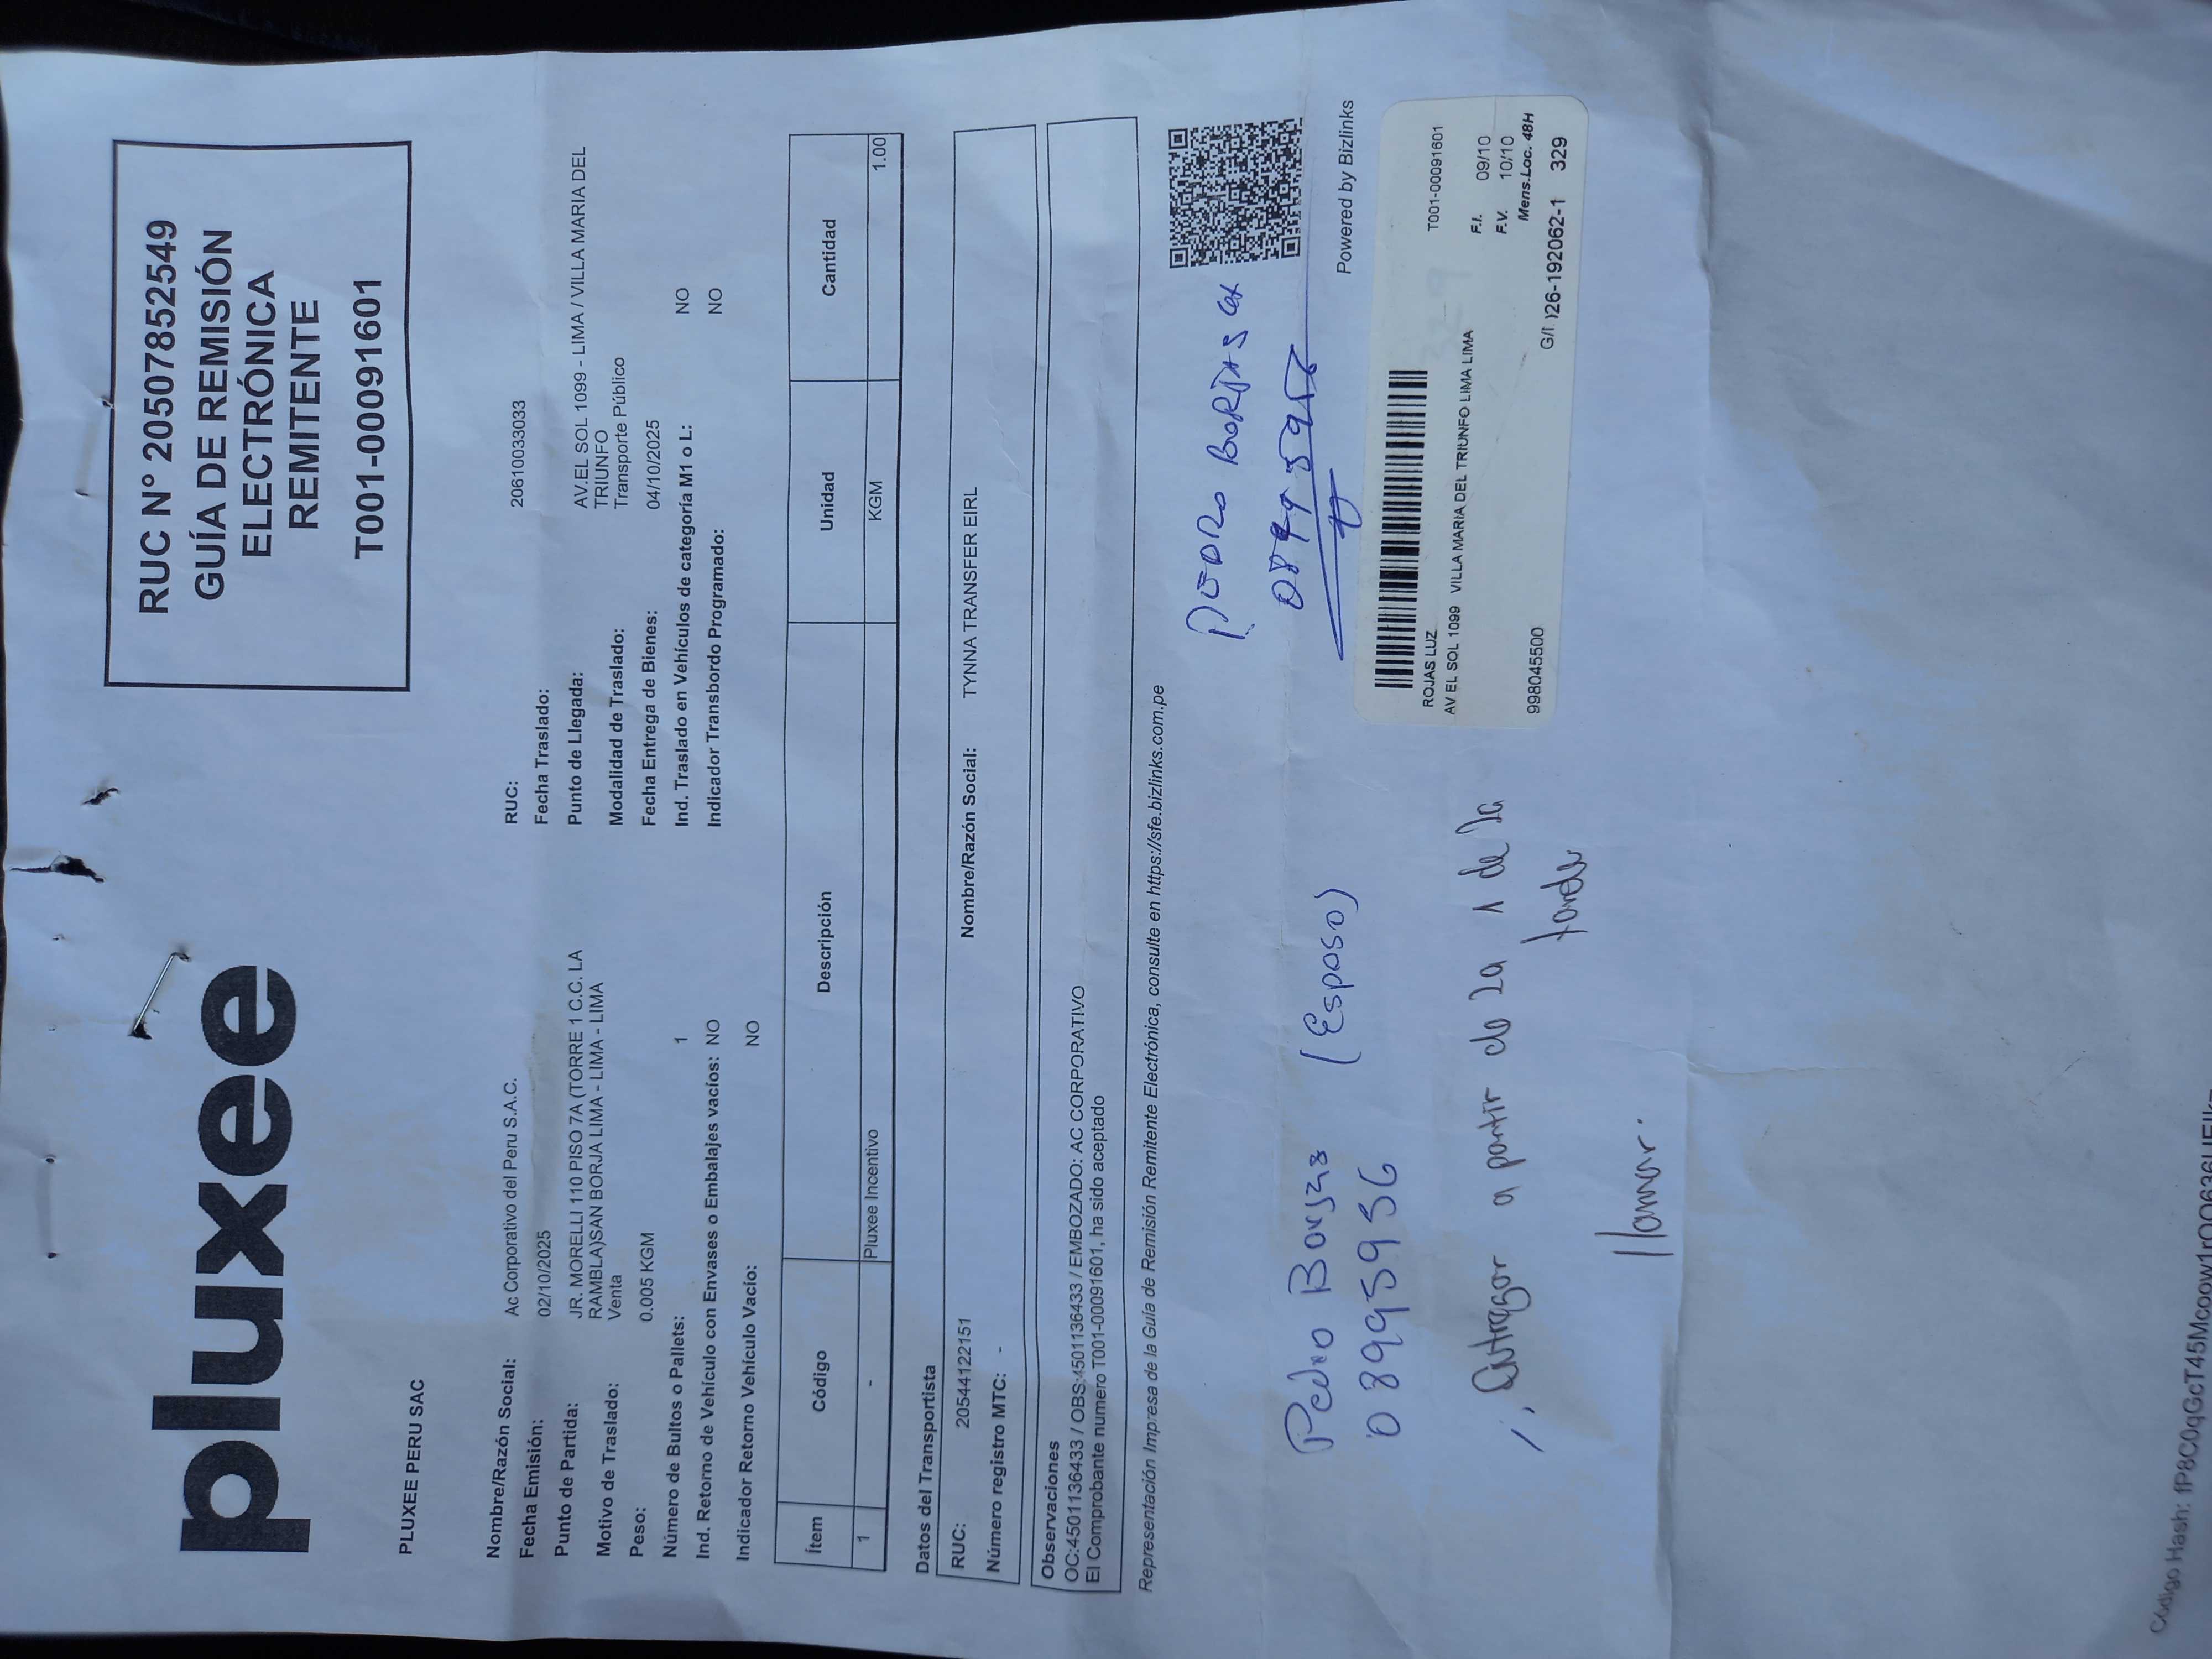 pluxee
RUC N° 20507852549
GUÍA DE REMISIÓN
ELECTRÓNICA
REMITENTE
T001-00091601
PLUXEE PERU SAC
Nombre/Razón Social: Ac Corporativo del Peru S.A.C. RUC: 20610033033
Fecha Emisión: 02/10/2025 Fecha Traslado:
Punto de Partida: JR. MORELLI 110 PISO 7A (TORRE 1 C.C. LA RAMBLA)SAN BORJA LIMA - LIMA - LIMA
Punto de Llegada: AV.EL SOL 1099 - LIMA / VILLA MARIA DEL TRIUNFO
Motivo de Traslado: Venta Modalidad de Traslado: Transporte Público
Peso: 0.005 KGM Fecha Entrega de Bienes: 04/10/2025
Número de Bultos o Pallets: 1 Ind. Traslado en Vehículos de categoría M1 o L: NO
Ind. Retorno de Vehículo con Envases o Embalajes vacíos: NO Indicador Transbordo Programado: NO
Indicador Retorno Vehículo Vacío: NO
Ítem Código Descripción Unidad Cantidad
1 - Pluxee Incentivo KGM 1.00
Datos del Transportista
RUC: 20544122151 Nombre/Razón Social: TYNNA TRANSFER EIRL
Número registro MTC: -
Observaciones
OC:4501136433 / OBS:4501136433 / EMBOZADO: AC CORPORATIVO
El Comprobante numero T001-00091601, ha sido aceptado
Representación Impresa de la Guía de Remisión Remitente Electrónica, consulte en https://sfe.bizlinks.com.pe
PEDRO BORJAS
Powered by Bizlinks
Pedro Borjas (Esposo)
08995956
ROJAS LUZ T001-00091601
AV EL SOL 1099 VILLA MARIA DEL TRIUNFO LIMA LIMA
F.I. 09/10
F.V. 10/10
Mens.Loc. 48H
998045500 G/I 026-192062-1 329
Entregar a partir de la 1 de la
tarde
llamar.